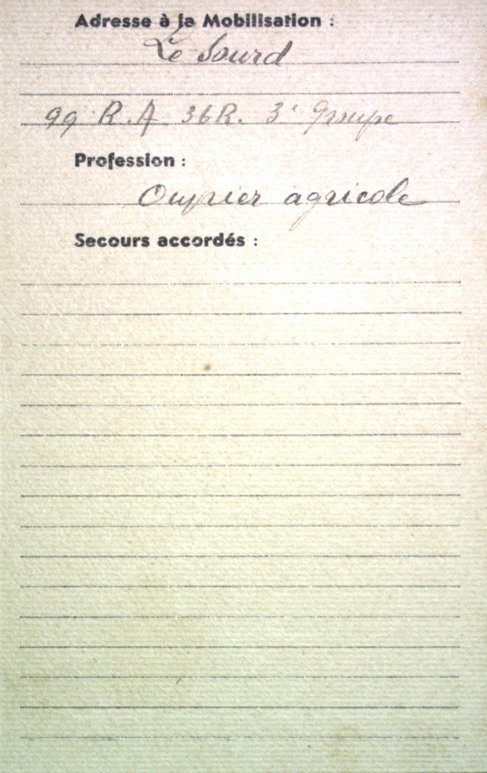 Adresse à la Mobilisation :
Le Sourd
99 R.A 36R. 3e Groupe
Profession :
Ouvrier agricole
Secours accordés :